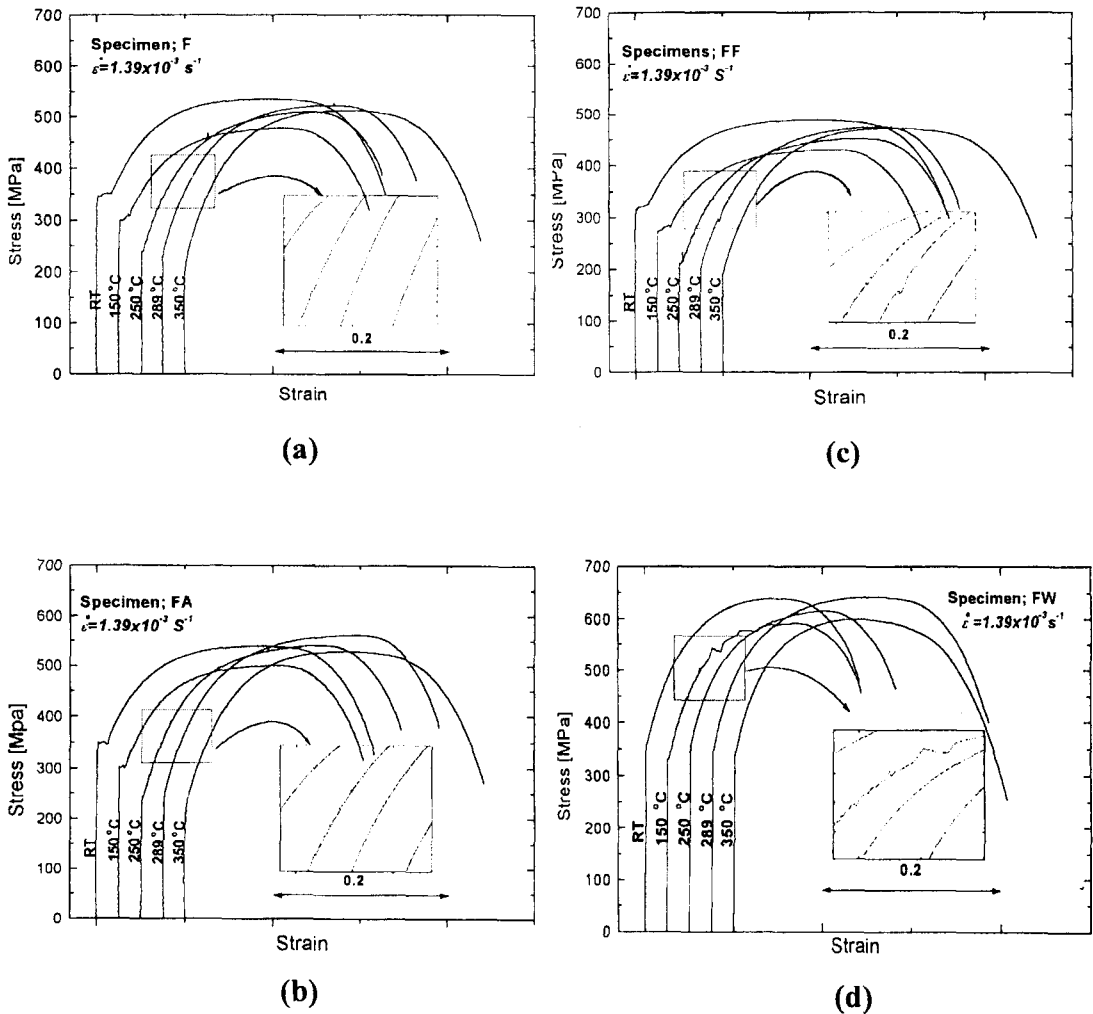 700
600
500
400
300
200
100
0
Stress [MPa]
Specimen; F
ε̇=1.39x10⁻³ s⁻¹
RT
150°C
250°C
289°C
350°C
0.2
Strain
(a)
700
600
500
400
300
200
100
0
Stress [MPa]
Specimens; FF
ε̇=1.39x10⁻³ S⁻¹
RT
150°C
250°C
289°C
350°C
0.2
Strain
(c)
700
600
500
400
300
200
100
0
Stress [Mpa]
Specimen; FA
ε̇=1.39x10⁻³ S⁻¹
RT
150°C
250°C
289°C
350°C
0.2
Strain
(b)
700
600
500
400
300
200
100
0
Stress [MPa]
Specimen; FW
ε̇=1.39x10⁻³s⁻¹
RT
150°C
250°C
289°C
350°C
0.2
Strain
(d)